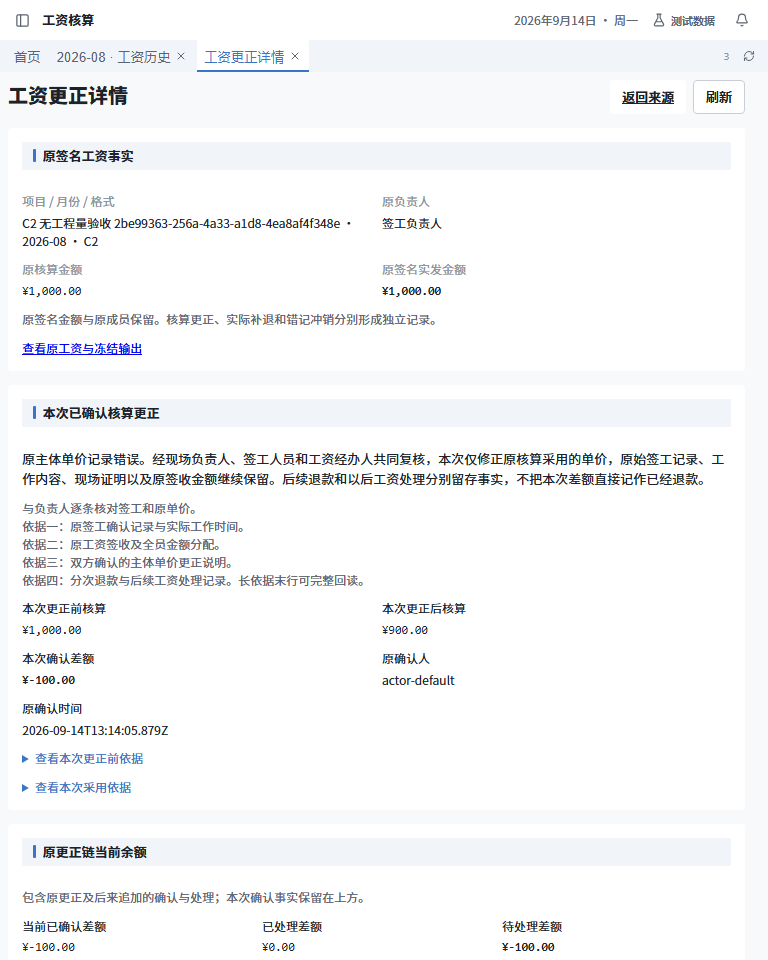 工资核算
2026年9月14日 · 周一
测试数据
首页
2026-08 · 工资历史 ×
工资更正详情 ×
3
工资更正详情
返回来源
刷新
原签名工资事实
项目 / 月份 / 格式
原负责人
C2 无工程量验收 2be99363-256a-4a33-a1d8-4ea8af4f348e ·
2026-08 · C2
签工负责人
原核算金额
原签名实发金额
¥1,000.00
¥1,000.00
原签名金额与原成员保留。核算更正、实际补退和错记冲销分别形成独立记录。
查看原工资与冻结输出
本次已确认核算更正
原主体单价记录错误。经现场负责人、签工人员和工资经办人共同复核，本次仅修正原核算采用的单价，原始签工记录、工
作内容、现场证明以及原签收金额继续保留。后续退款和以后工资处理分别留存事实，不把本次差额直接记作已经退款。
与负责人逐条核对签工和原单价。
依据一：原签工确认记录与实际工作时间。
依据二：原工资签收及全员金额分配。
依据三：双方确认的主体单价更正说明。
依据四：分次退款与后续工资处理记录。长依据末行可完整回读。
本次更正前核算
本次更正后核算
¥1,000.00
¥900.00
本次确认差额
原确认人
¥-100.00
actor-default
原确认时间
2026-09-14T13:14:05.879Z
查看本次更正前依据
查看本次采用依据
原更正链当前余额
包含原更正及后来追加的确认与处理；本次确认事实保留在上方。
当前已确认差额
已处理差额
待处理差额
¥-100.00
¥0.00
¥-100.00